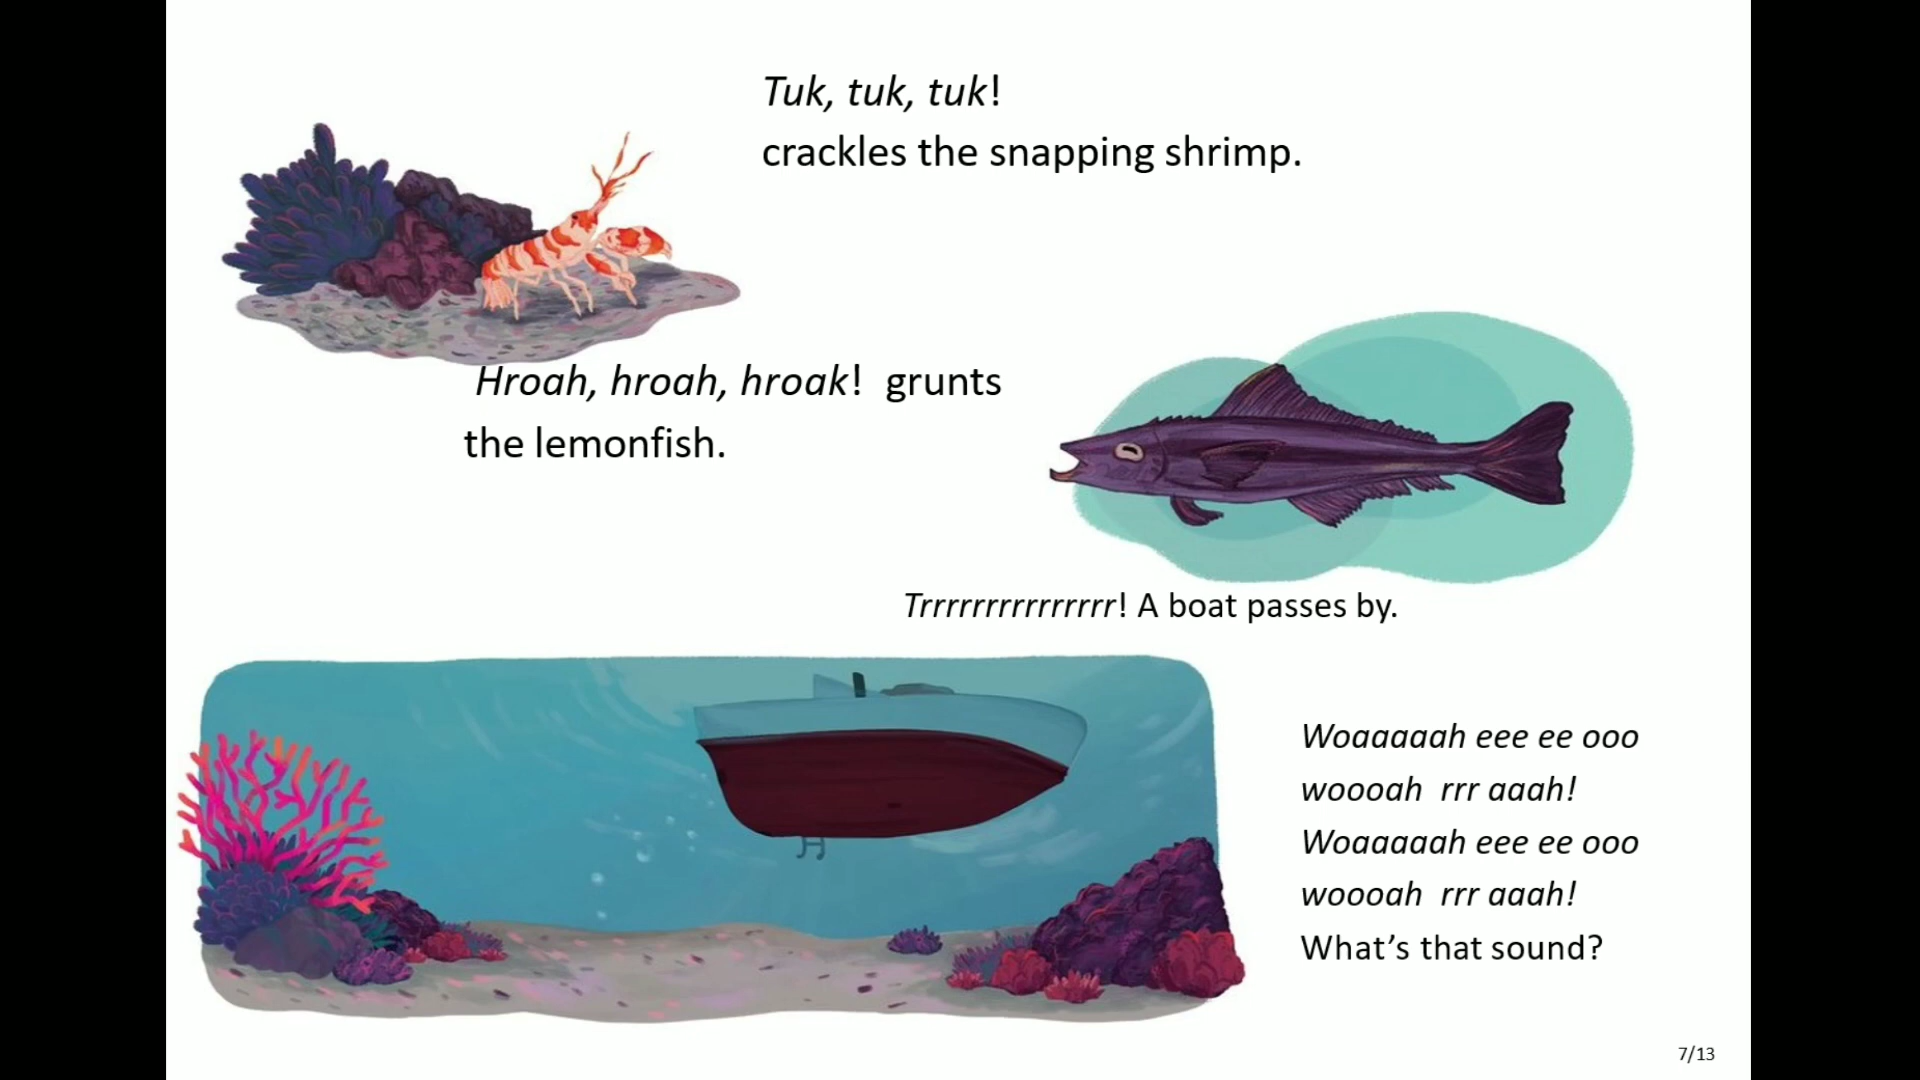 Tuk, tuk, tuk!
crackles the snapping shrimp.
Hroah, hroah, hroak!  grunts
the lemonfish.
Trrrrrrrrrrrrrrr! A boat passes by.
Woaaaaah eee ee ooo
woooah  rrr aaah!
Woaaaaah eee ee ooo
woooah  rrr aaah!
What’s that sound?
7/13